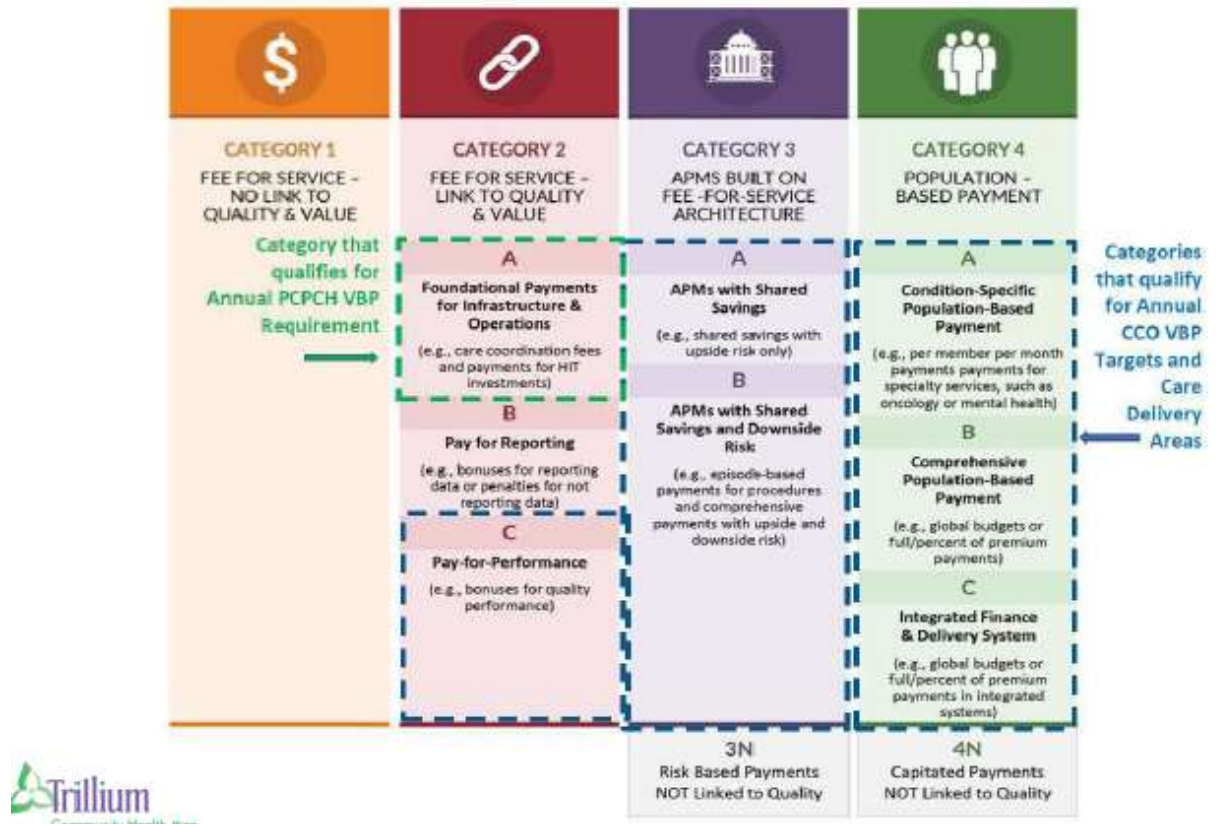 $
CATEGORY 1
FEE FOR SERVICE –
NO LINK TO
QUALITY & VALUE
CATEGORY 2
FEE FOR SERVICE –
LINK TO QUALITY
& VALUE
CATEGORY 3
APMS BUILT ON
FEE -FOR-SERVICE
ARCHITECTURE
CATEGORY 4
POPULATION –
BASED PAYMENT
Category that
qualifies for
Annual PCPCH VBP
Requirement
A
Foundational Payments
for Infrastructure &
Operations
(e.g., care coordination fees
and payments for HIT
investments)
B
Pay for Reporting
(e.g., bonuses for reporting
data or penalties for not
reporting data)
C
Pay-for-Performance
(e.g., bonuses for quality
performance)
A
APMs with Shared
Savings
(e.g., shared savings with
upside risk only)
B
APMs with Shared
Savings and Downside
Risk
(e.g., episode-based
payments for procedures
and comprehensive
payments with upside and
downside risk)
3N
Risk Based Payments
NOT Linked to Quality
A
Condition-Specific
Population-Based
Payment
(e.g., per member per month
payments payments for
specialty services, such as
oncology or mental health)
B
Comprehensive
Population-Based
Payment
(e.g., global budgets or
full/percent of premium
payments)
C
Integrated Finance
& Delivery System
(e.g., global budgets or
full/percent of premium
payments in integrated
systems)
4N
Capitated Payments
NOT Linked to Quality
Categories
that qualify
for Annual
CCO VBP
Targets and
Care
Delivery
Areas
Trillium
Community Health Plan